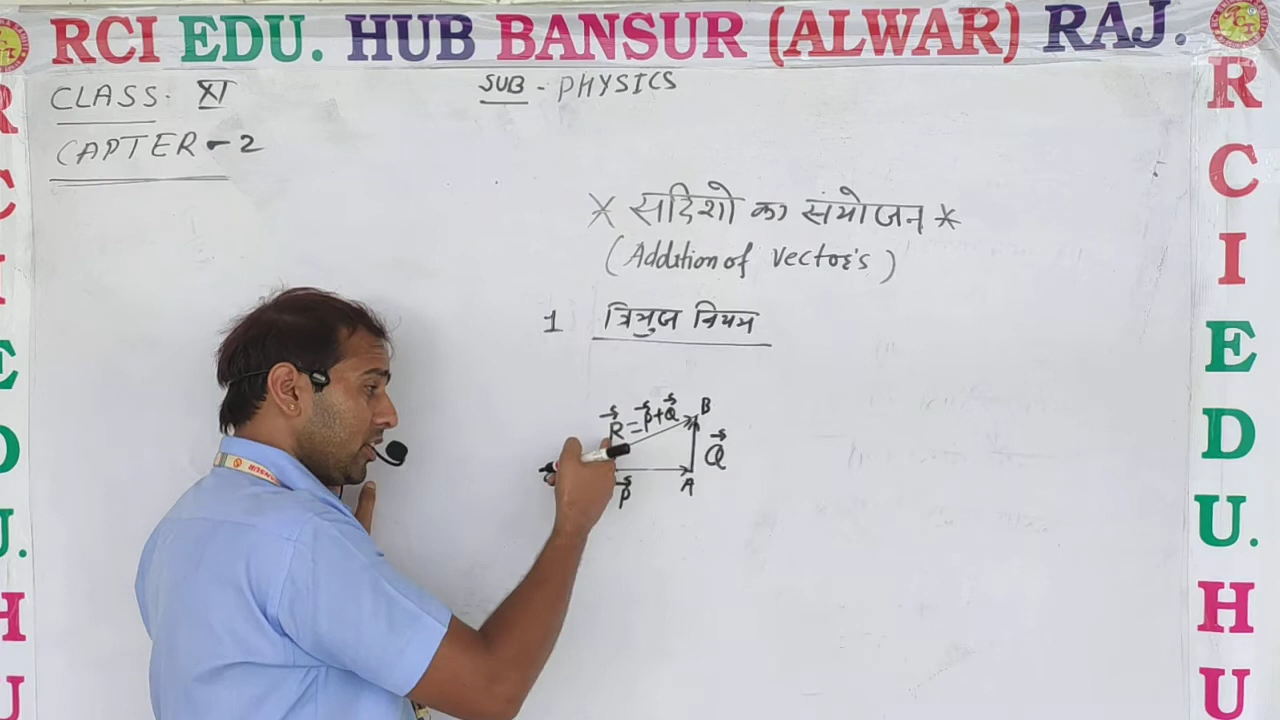 RCI EDU. HUB BANSUR (ALWAR) RAJ.
CLASS- XI
SUB - PHYSICS
CAPTER - 2
* सदिशो का संयोजन *
(Addition of Vector's)
1 त्रिभुज नियम
R = P + Q
B
Q
A
P
R
C
I
E
D
U.
H
U
R
C
I
E
D
U.
H
U